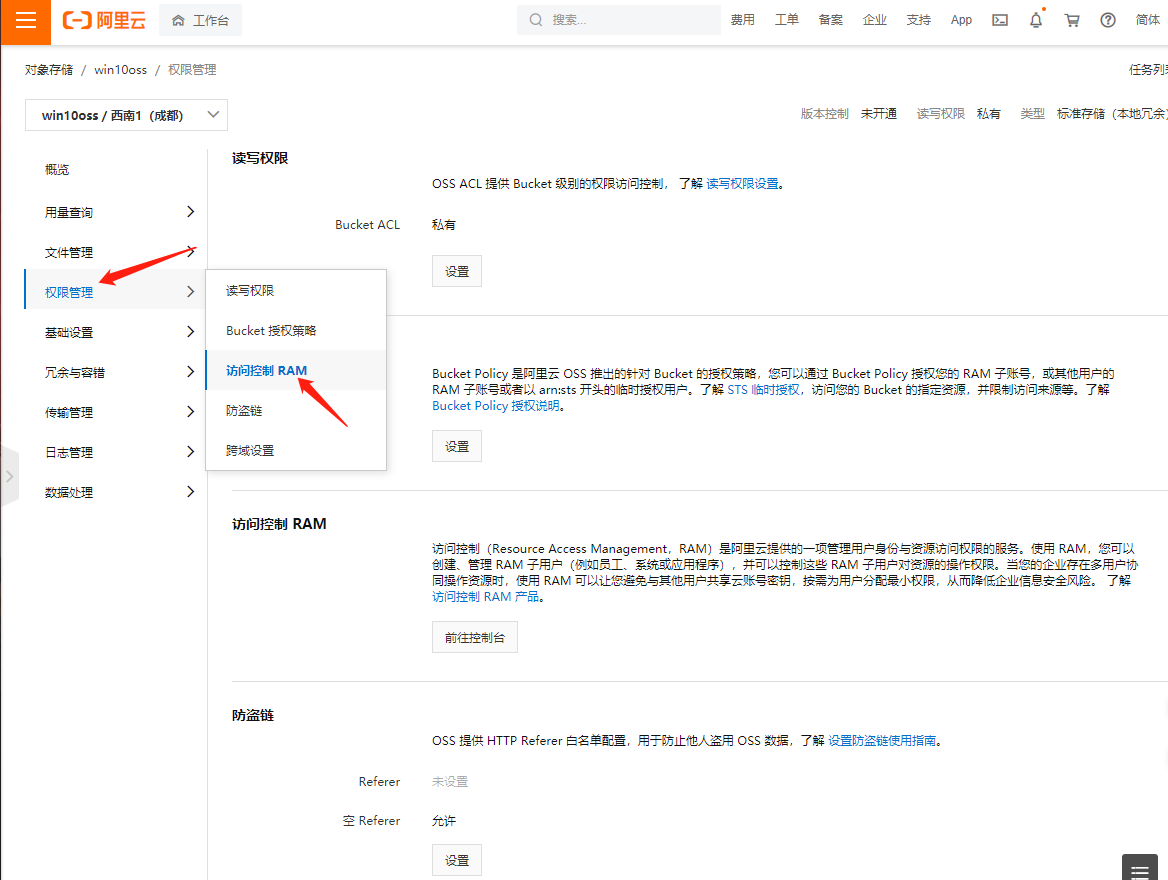 阿里云 工作台 搜索... 费用 工单 备案 企业 支持 App 简体
对象存储 / win10oss / 权限管理
win10oss / 西南1（成都） 版本控制 未开通 读写权限 私有 类型 标准存储（本地冗余）
概览
用量查询
文件管理
权限管理
基础设置
冗余与容错
传输管理
日志管理
数据处理
读写权限
Bucket 授权策略
访问控制 RAM
防盗链
跨域设置
读写权限
OSS ACL 提供 Bucket 级别的权限访问控制， 了解 读写权限设置。
Bucket ACL 私有
设置
Bucket Policy 是阿里云 OSS 推出的针对 Bucket 的授权策略，您可以通过 Bucket Policy 授权您的 RAM 子账号，或其他用户的
RAM 子账号或者以 arn:sts 开头的临时授权用户。了解 STS 临时授权，访问您的 Bucket 的指定资源，并限制访问来源等。了解
Bucket Policy 授权说明。
设置
访问控制 RAM
访问控制（Resource Access Management，RAM）是阿里云提供的一项管理用户身份与资源访问权限的服务。使用 RAM，您可以
创建、管理 RAM 子用户（例如员工、系统或应用程序），并可以控制这些 RAM 子用户对资源的操作权限。当您的企业存在多用户协
同操作资源时，使用 RAM 可以让您避免与其他用户共享云账号密钥，按需为用户分配最小权限，从而降低企业信息安全风险。 了解
访问控制 RAM 产品。
前往控制台
防盗链
OSS 提供 HTTP Referer 白名单配置，用于防止他人盗用 OSS 数据，了解 设置防盗链使用指南。
Referer 未设置
空 Referer 允许
设置